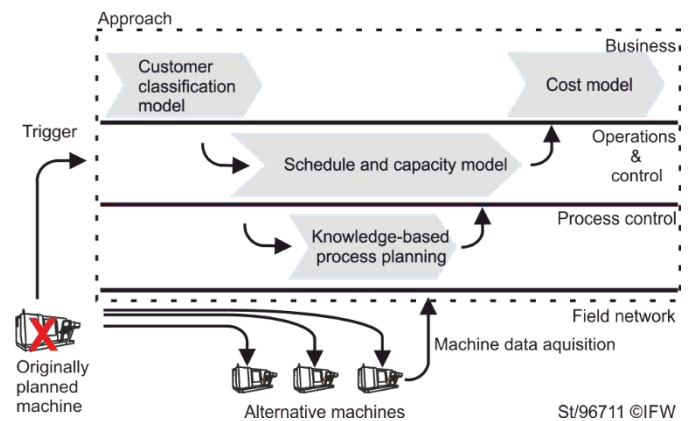 Approach
Business
Customer
classification
model
Cost model
Trigger
Operations
&
control
Schedule and capacity model
Process control
Knowledge-based
process planning
Field network
Machine data aquisition
Originally
planned
machine
Alternative machines
St/96711 ©IFW